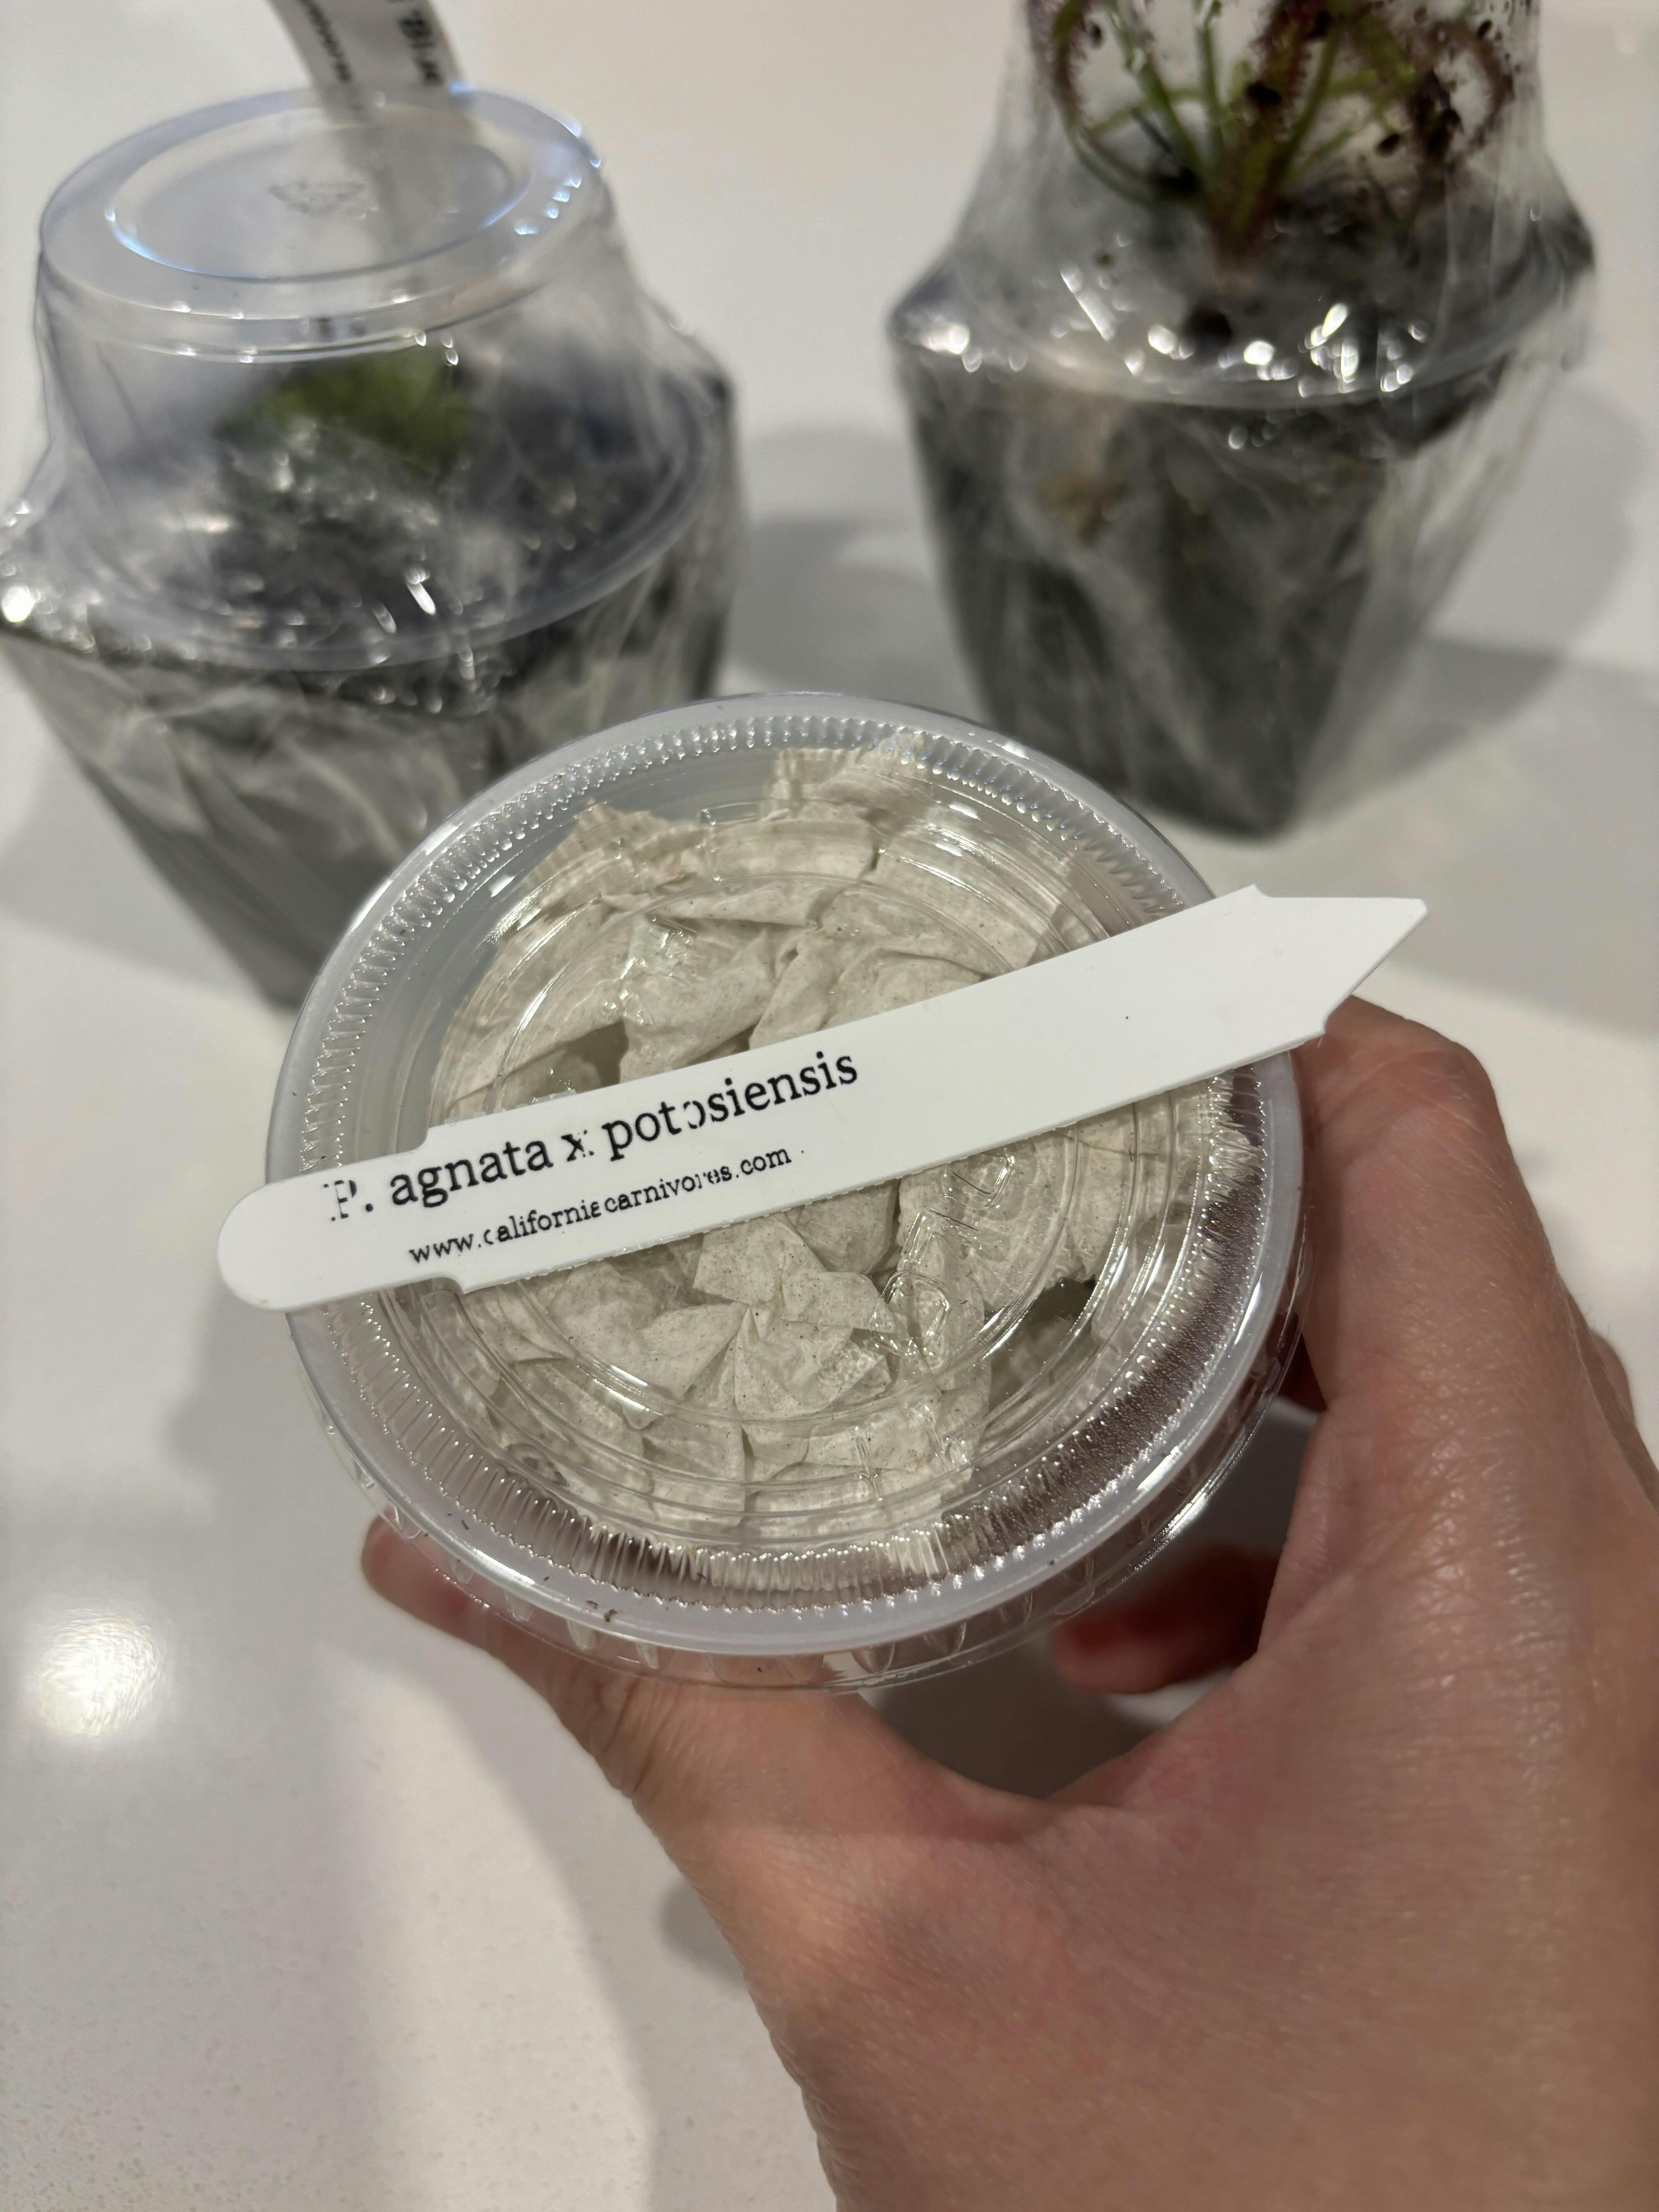 P. agnata x potosiensis
www.californiacarnivores.com